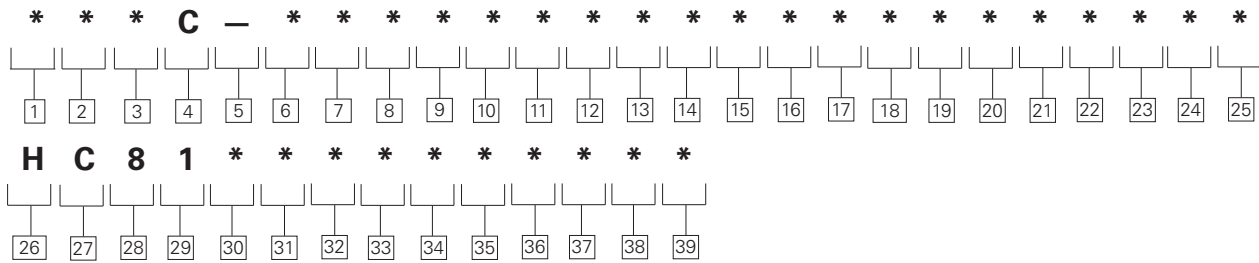 * * * C — * * * * * * * * * * * * * * * * * * * *
1 2 3 4 5 6 7 8 9 10 11 12 13 14 15 16 17 18 19 20 21 22 23 24 25
H C 8 1 * * * * * * * * * *
26 27 28 29 30 31 32 33 34 35 36 37 38 39